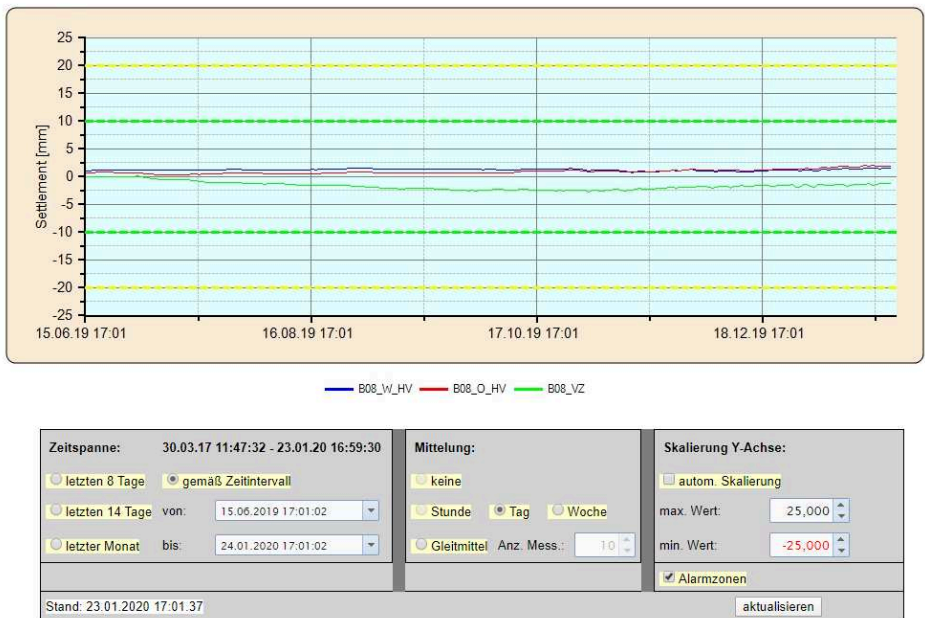 25
20
15
10
5
0
-5
-10
-15
-20
-25
Settlement [mm]
15.06.19 17:01
16.08.19 17:01
17.10.19 17:01
18.12.19 17:01
B08_W_HV B08_O_HV B08_VZ
Zeitspanne: 30.03.17 11:47:32 - 23.01.20 16:59:30
letzten 8 Tage gemäß Zeitintervall
letzten 14 Tage von: 15.06.2019 17:01:02
letzter Monat bis: 24.01.2020 17:01:02
Mittelung:
keine
Stunde Tag Woche
Gleitmittel Anz. Mess.: 10
Skalierung Y-Achse:
autom. Skalierung
max. Wert: 25,000
min. Wert: -25,000
Alarmzonen
Stand: 23.01.2020 17:01.37
aktualisieren